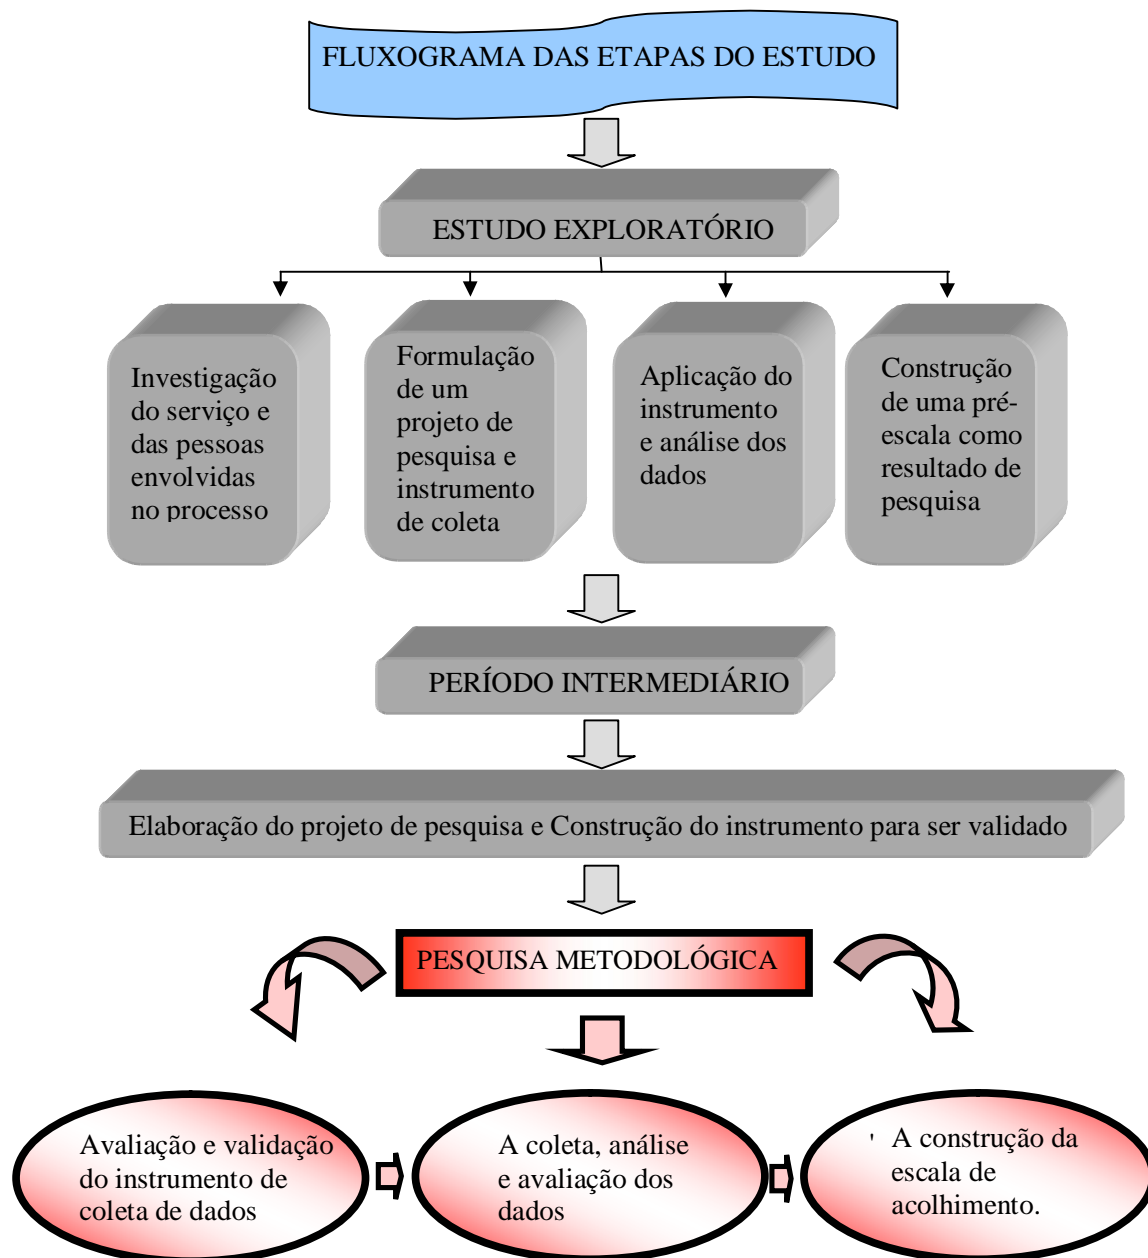 FLUXOGRAMA DAS ETAPAS DO ESTUDO
ESTUDO EXPLORATÓRIO
Investigação
do serviço e
das pessoas
envolvidas
no processo
Formulação
de um
projeto de
pesquisa e
instrumento
de coleta
Aplicação do
instrumento
e análise dos
dados
Construção
de uma pré-
escala como
resultado de
pesquisa
PERÍODO INTERMEDIÁRIO
Elaboração do projeto de pesquisa e Construção do instrumento para ser validado
PESQUISA METODOLÓGICA
Avaliação e validação
do instrumento de
coleta de dados
A coleta, análise
e avaliação dos
dados
' A construção da
escala de
acolhimento.